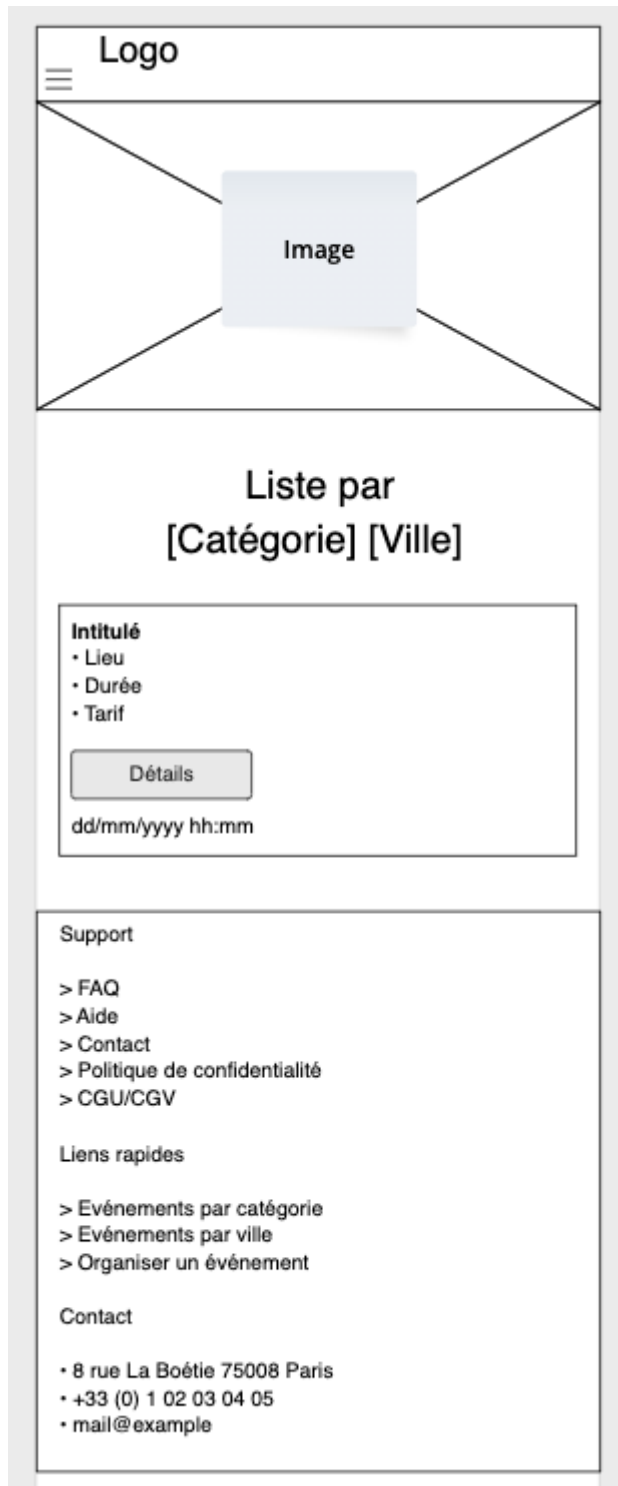 Logo
Image
Liste par
[Catégorie] [Ville]
Intitulé
• Lieu
• Durée
• Tarif
Détails
dd/mm/yyyy hh:mm
Support
> FAQ
> Aide
> Contact
> Politique de confidentialité
> CGU/CGV
Liens rapides
> Evénements par catégorie
> Evénements par ville
> Organiser un événement
Contact
• 8 rue La Boétie 75008 Paris
• +33 (0) 1 02 03 04 05
• mail@example